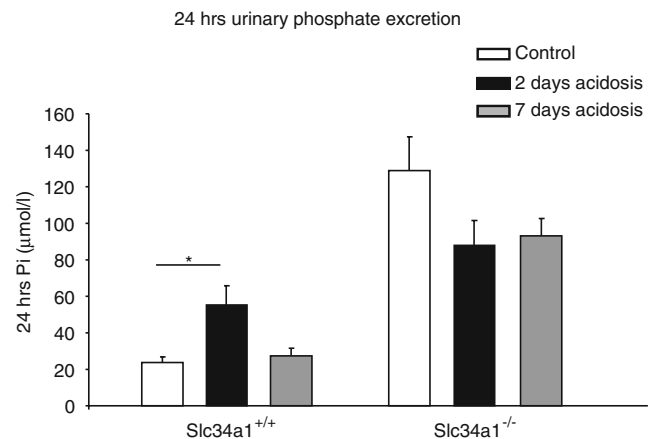 24 hrs urinary phosphate excretion
Control
2 days acidosis
7 days acidosis
24 hrs Pi (μmol/l)
160
140
120
100
80
60
40
20
0
*
Slc34a1+/+
Slc34a1-/-